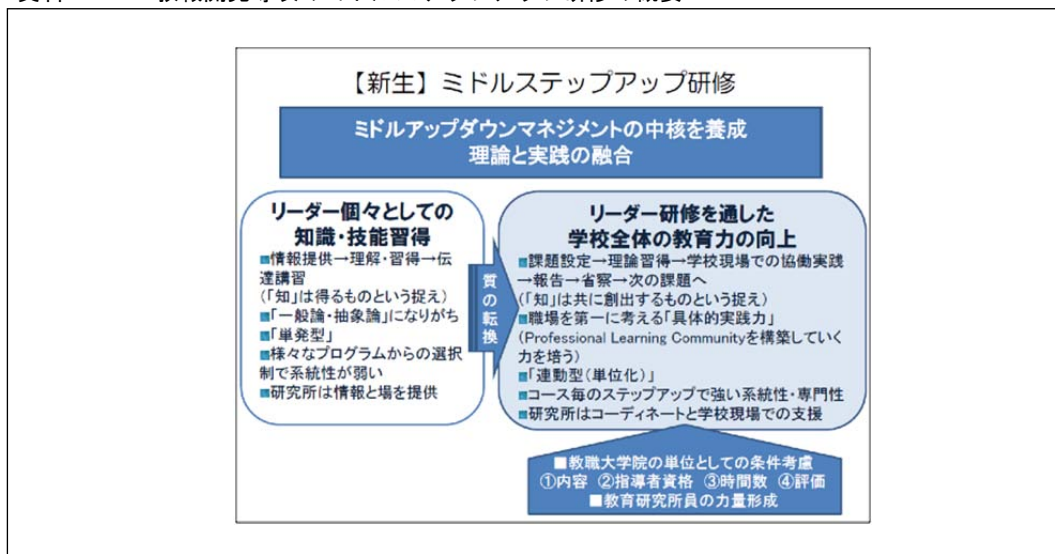 【新生】ミドルステップアップ研修
ミドルアップダウンマネジメントの中核を養成
理論と実践の融合
リーダー個々としての
知識・技能習得
■情報提供→理解・習得→伝
達講習
(「知」は得るものという捉え)
■「一般論・抽象論」になりがち
■「単発型」
■様々なプログラムからの選択
制で系統性が弱い
■研究所は情報と場を提供
質の転換
リーダー研修を通した
学校全体の教育力の向上
■課題設定→理論習得→学校現場での協働実践
→報告→省察→次の課題へ
(「知」は共に創出するものという捉え)
■職場を第一に考える「具体的実践力」
(Professional Learning Communityを構築していく
力を培う)
■「連動型(単位化)」
■コース毎のステップアップで強い系統性・専門性
■研究所はコーディネートと学校現場での支援
■教職大学院の単位としての条件考慮
①内容 ②指導者資格 ③時間数 ④評価
■教育研究所員の力量形成